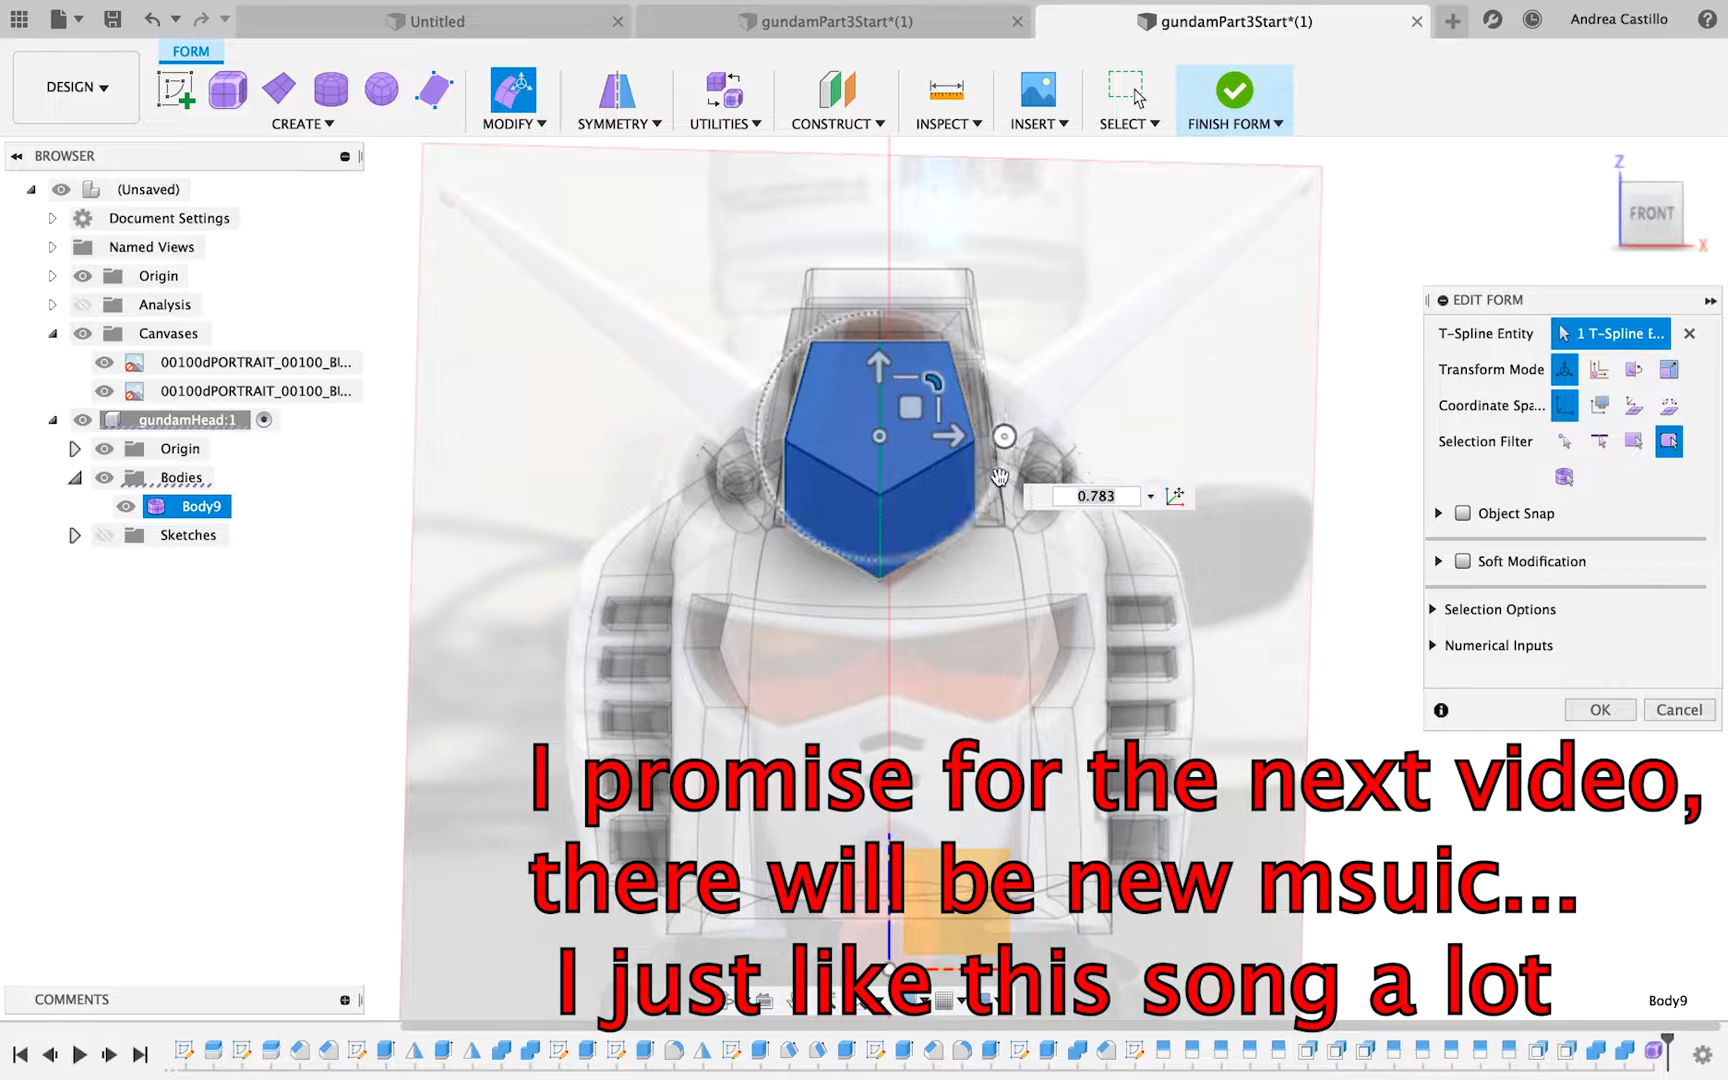 Untitled
gundamPart3Start*(1)
gundamPart3Start*(1)
Andrea Castillo
FORM
DESIGN
CREATE
MODIFY
SYMMETRY
UTILITIES
CONSTRUCT
INSPECT
INSERT
SELECT
FINISH FORM
BROWSER
(Unsaved)
Document Settings
Named Views
Origin
Analysis
Canvases
00100dPORTRAIT_00100_Bl...
00100dPORTRAIT_00100_Bl...
gundamHead:1
Origin
Bodies
Body9
Sketches
Z
FRONT
X
EDIT FORM
T-Spline Entity
1 T-Spline E...
Transform Mode
Coordinate Spa...
Selection Filter
Object Snap
Soft Modification
Selection Options
Numerical Inputs
OK
Cancel
0.783
I promise for the next video,
there will be new msuic...
I just like this song a lot
COMMENTS
Body9